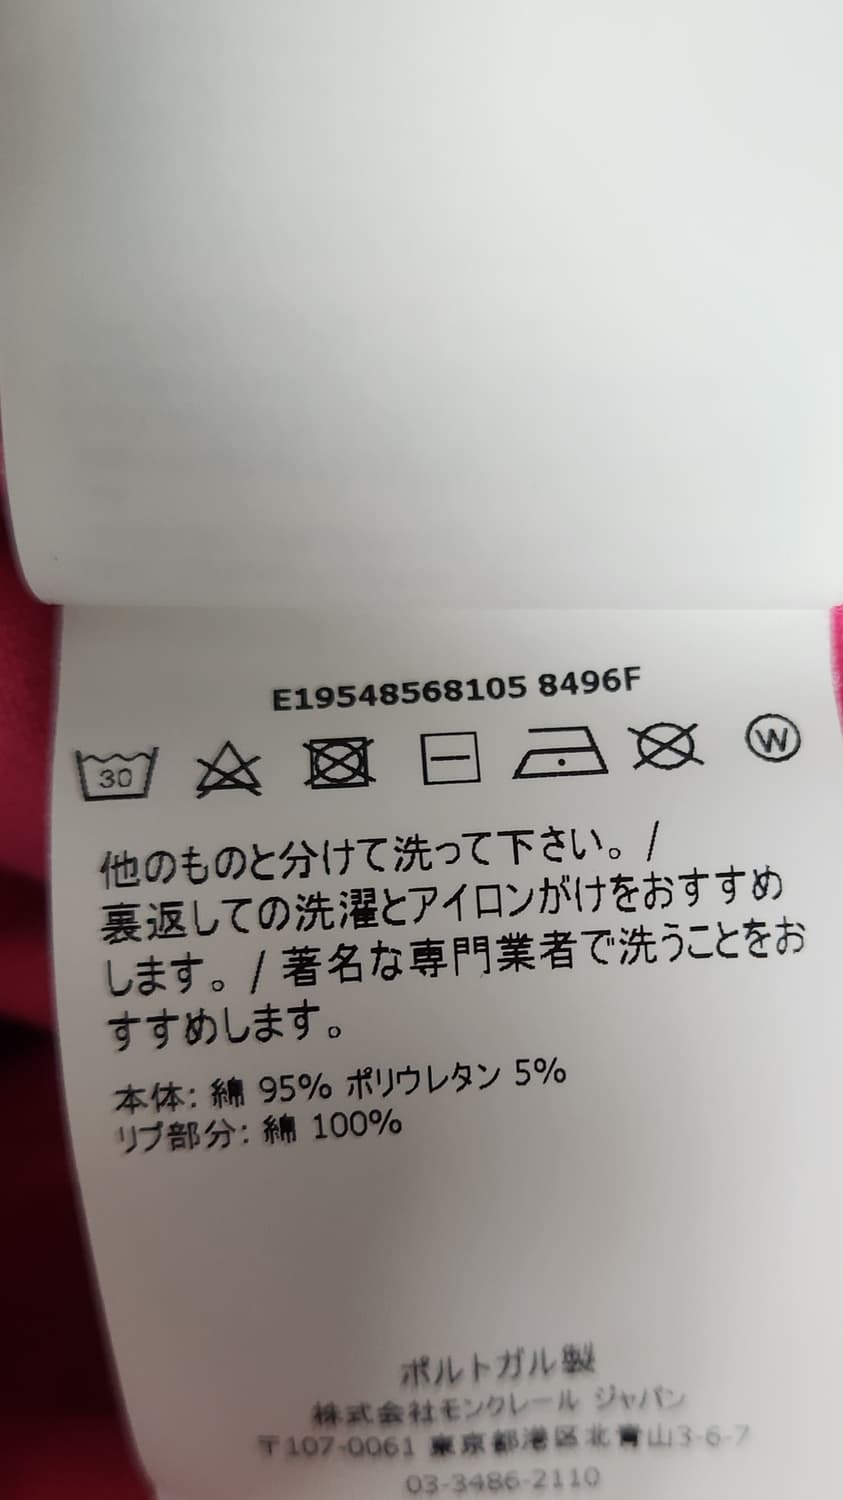 E19548568105 8496F
30 W
他のものと分けて洗って下さい。/
裏返しての洗濯とアイロンがけをおすすめ
します。/ 著名な専門業者で洗うことをお
すすめします。
本体: 綿 95% ポリウレタン 5%
リブ部分: 綿 100%
ポルトガル製
株式会社モンクレール ジャパン
〒107-0061 東京都港区北青山3-6-7
03-3486-2110